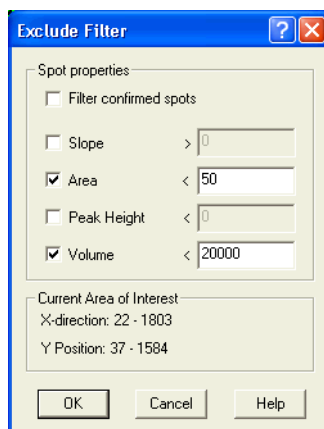 Exclude Filter
Spot properties
Filter confirmed spots
Slope > 0
Area < 50
Peak Height < 0
Volume < 20000
Current Area of Interest
X-direction: 22 - 1803
Y Position: 37 - 1584
OK Cancel Help